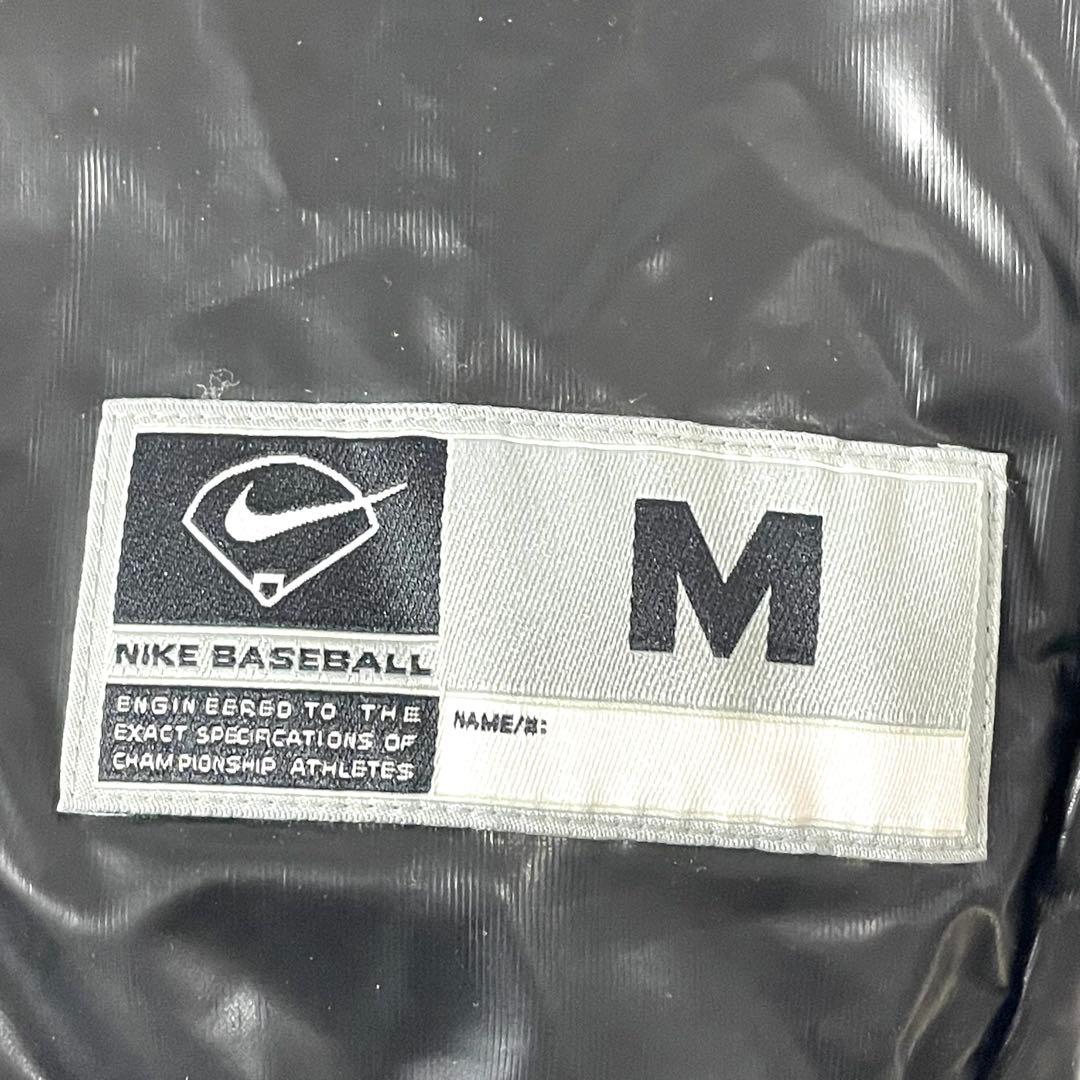 NIKE BASEBALL
ENGINEERED TO THE
EXACT SPECIFICATIONS OF
CHAMPIONSHIP ATHLETES
M
NAME/#: